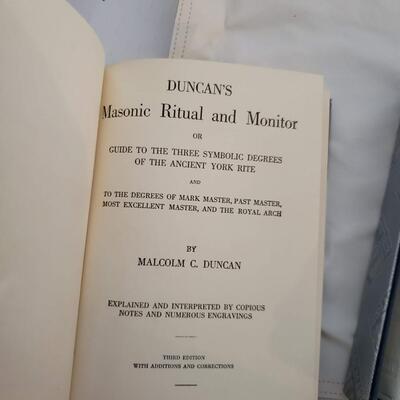 DUNCAN'S
Masonic Ritual and Monitor
OR
GUIDE TO THE THREE SYMBOLIC DEGREES
OF THE ANCIENT YORK RITE
AND
TO THE DEGREES OF MARK MASTER, PAST MASTER,
MOST EXCELLENT MASTER, AND THE ROYAL ARCH
BY
MALCOLM C. DUNCAN
EXPLAINED AND INTERPRETED BY COPIOUS
NOTES AND NUMEROUS ENGRAVINGS
THIRD EDITION
WITH ADDITIONS AND CORRECTIONS